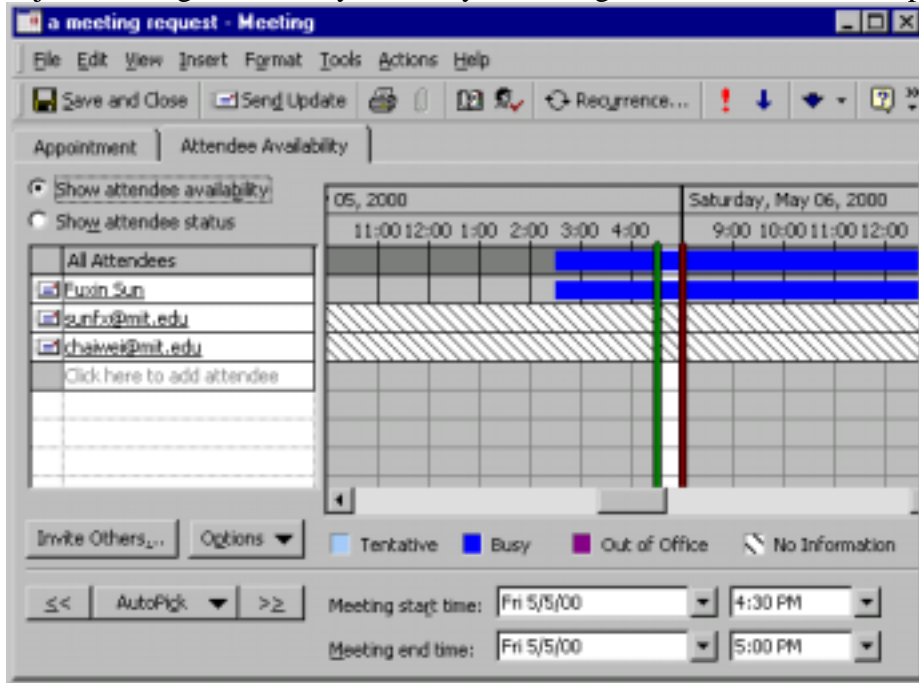 a meeting request - Meeting
File Edit View Insert Format Tools Actions Help
Save and Close Send Update Recurrence...
Appointment Attendee Availability
Show attendee availability
Show attendee status
05, 2000 Saturday, May 06, 2000
11:00 12:00 1:00 2:00 3:00 4:00 9:00 10:00 11:00 12:00
All Attendees
Fuxin Sun
sunfx@mit.edu
chaiwei@mit.edu
Click here to add attendee
Invite Others... Options
Tentative Busy Out of Office No Information
<< AutoPick >>
Meeting start time: Fri 5/5/00 4:30 PM
Meeting end time: Fri 5/5/00 5:00 PM